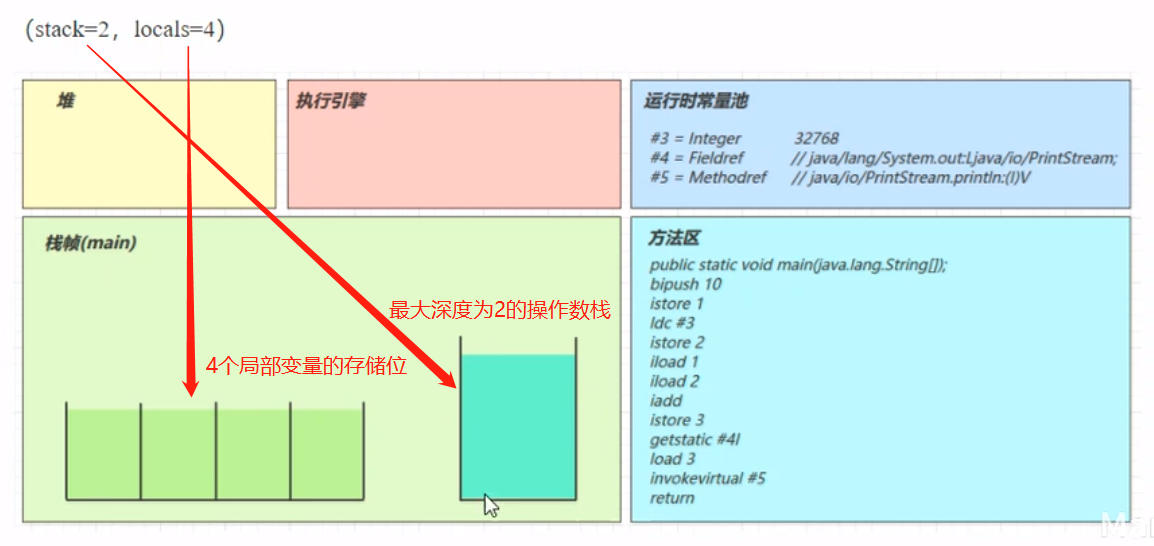 (stack=2, locals=4)
堆
执行引擎
运行时常量池
#3 = Integer 32768
#4 = Fieldref // java/lang/System.out:Ljava/io/PrintStream;
#5 = Methodref // java/io/PrintStream.println:(I)V
栈帧(main)
最大深度为2的操作数栈
4个局部变量的存储位
方法区
public static void main(java.lang.String[]);
bipush 10
istore 1
ldc #3
istore 2
iload 1
iload 2
iadd
istore 3
getstatic #4l
load 3
invokevirtual #5
return